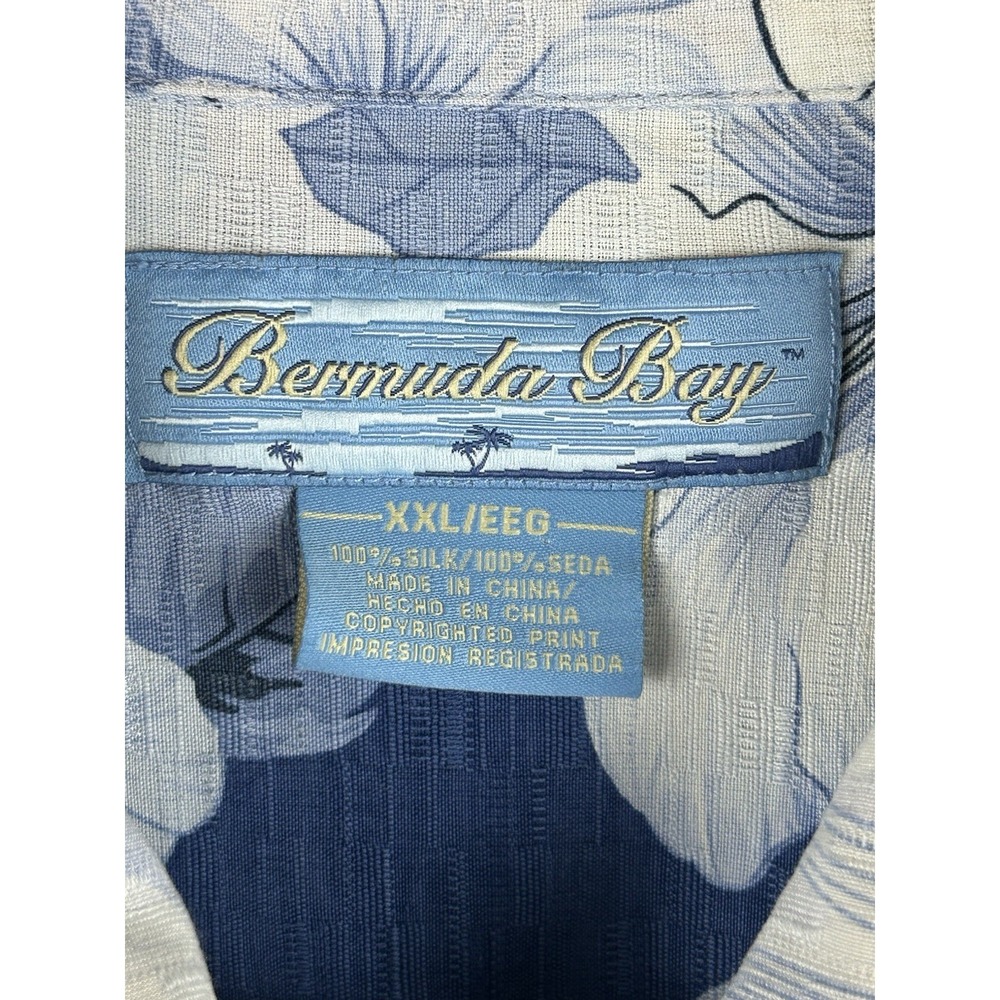 Bermuda Bay™
XXL/EEG
100% SILK/100% SEDA
MADE IN CHINA/
HECHO EN CHINA
COPYRIGHTED PRINT
IMPRESION REGISTRADA